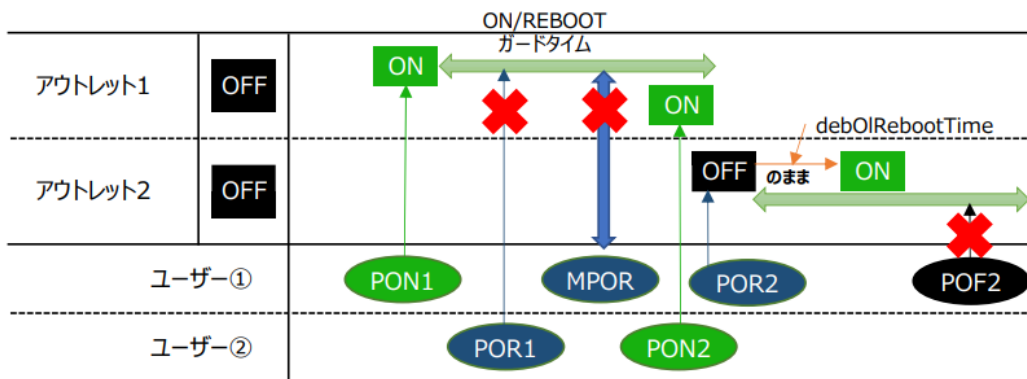 ON/REBOOT
ガードタイム
アウトレット1
OFF
ON
ON
debOlRebootTime
アウトレット2
OFF
OFF
のまま
ON
ユーザー①
PON1
MPOR
POR2
POF2
ユーザー②
POR1
PON2